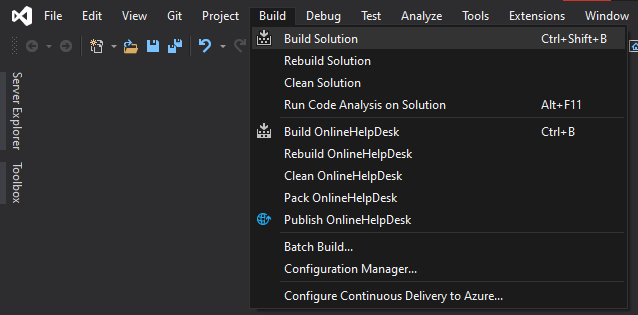 File Edit View Git Project Build Debug Test Analyze Tools Extensions Window
Build Solution Ctrl+Shift+B
Rebuild Solution
Clean Solution
Run Code Analysis on Solution Alt+F11
Build OnlineHelpDesk Ctrl+B
Rebuild OnlineHelpDesk
Clean OnlineHelpDesk
Pack OnlineHelpDesk
Publish OnlineHelpDesk
Batch Build...
Configuration Manager...
Configure Continuous Delivery to Azure...
Server Explorer
Toolbox